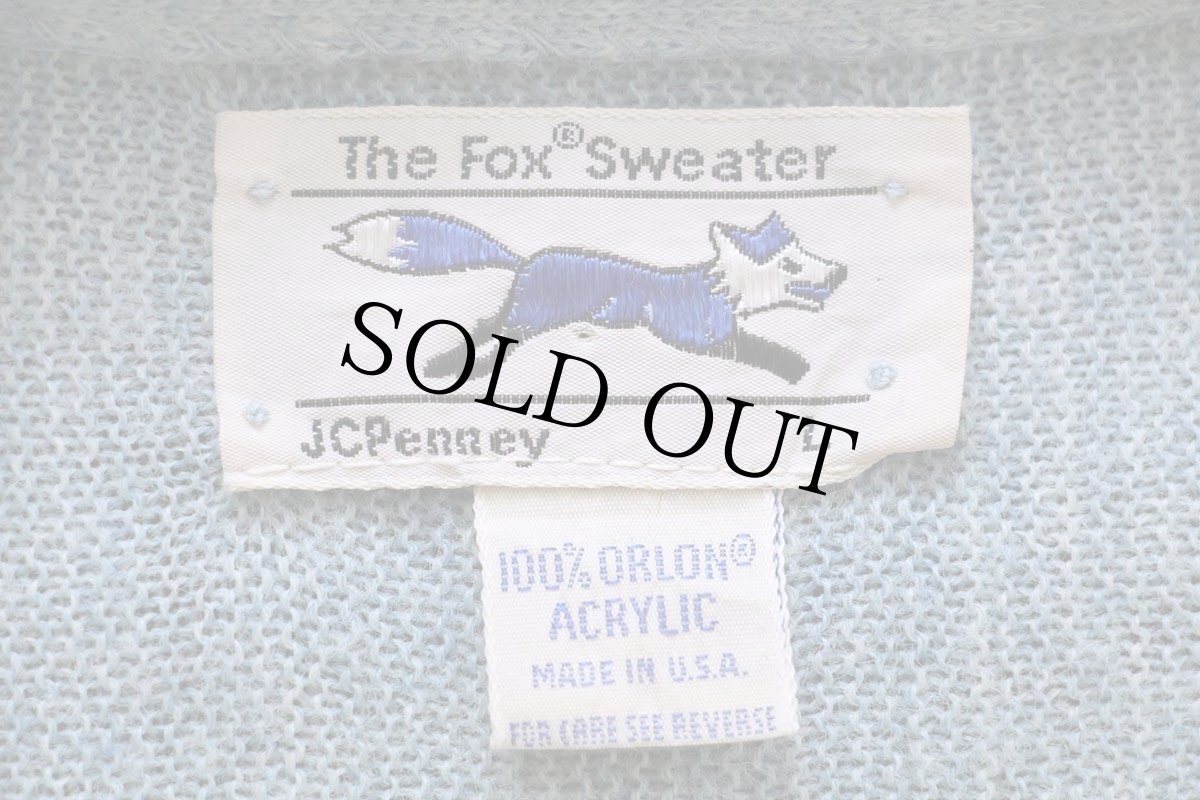 The Fox® Sweater
SOLD OUT
JCPenney L
100% ORLON®
ACRYLIC
MADE IN U.S.A.
FOR CARE SEE REVERSE